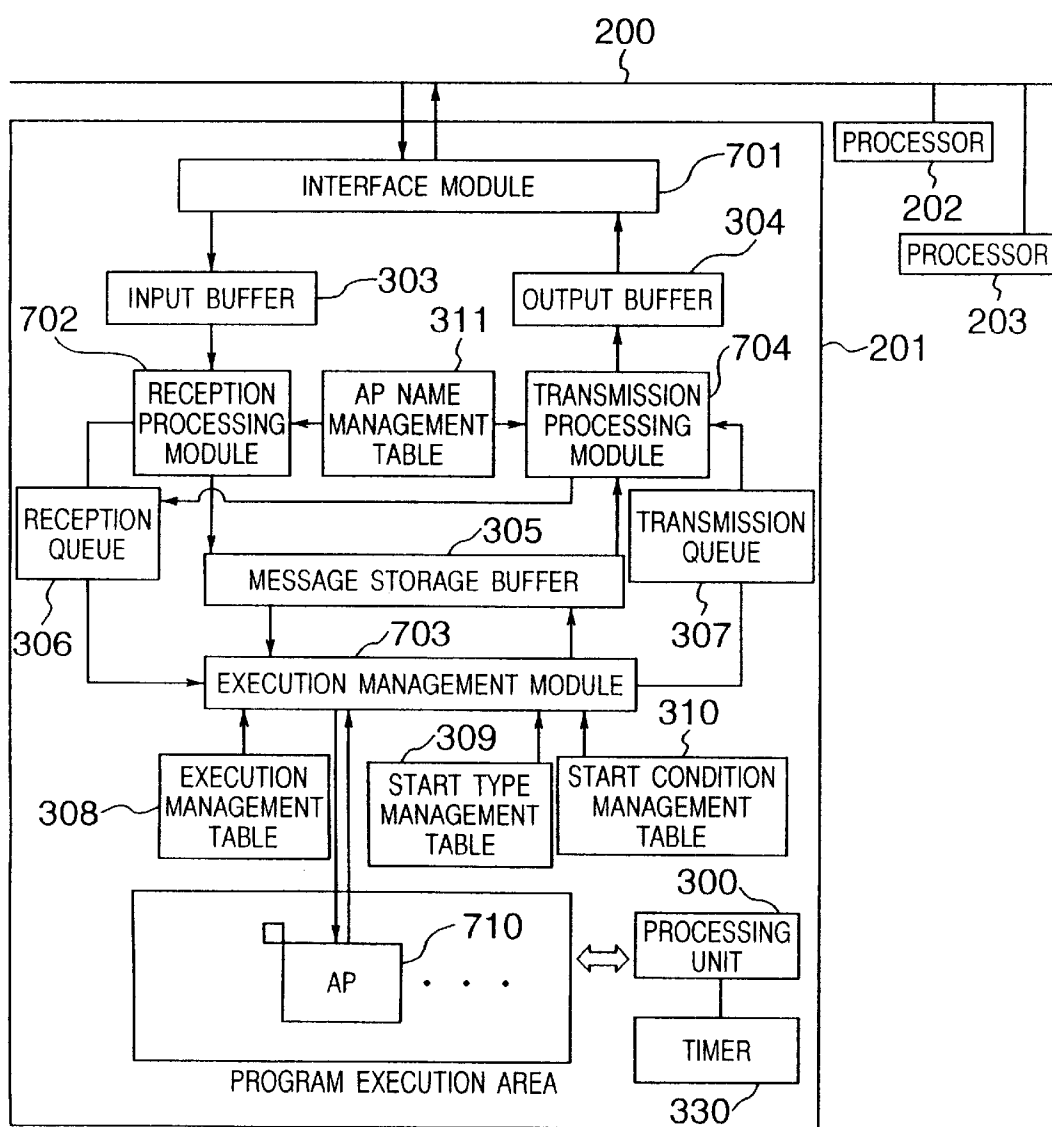 200
PROCESSOR
701
INTERFACE MODULE
202
304
PROCESSOR
INPUT BUFFER
303
OUTPUT BUFFER
203
702
311
704
201
RECEPTION
PROCESSING
MODULE
AP NAME
MANAGEMENT
TABLE
TRANSMISSION
PROCESSING
MODULE
RECEPTION
QUEUE
TRANSMISSION
QUEUE
305
MESSAGE STORAGE BUFFER
306
307
703
EXECUTION MANAGEMENT MODULE
309
310
EXECUTION
MANAGEMENT
TABLE
308
START TYPE
MANAGEMENT
TABLE
START CONDITION
MANAGEMENT
TABLE
300
710
PROCESSING
UNIT
AP
. . .
TIMER
PROGRAM EXECUTION AREA
330